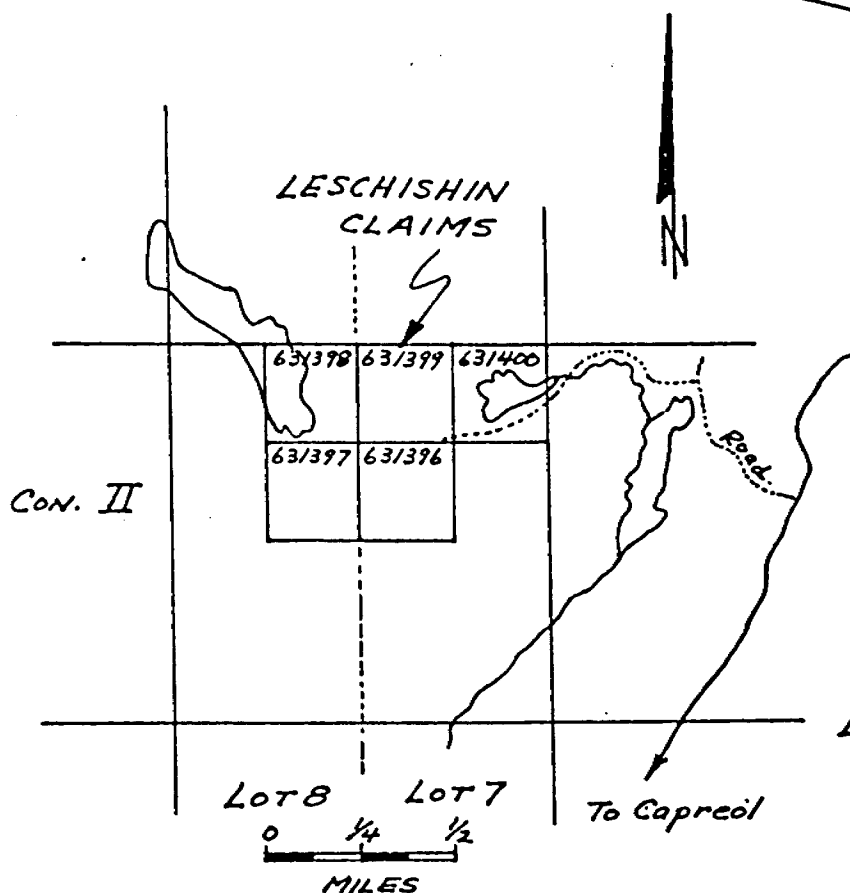 LESCHISHIN
CLAIMS
N
631398 631399 631400
631397 631396
Road
CON. II
LOT 8 LOT 7
To Capreol
0 1/4 1/2
MILES